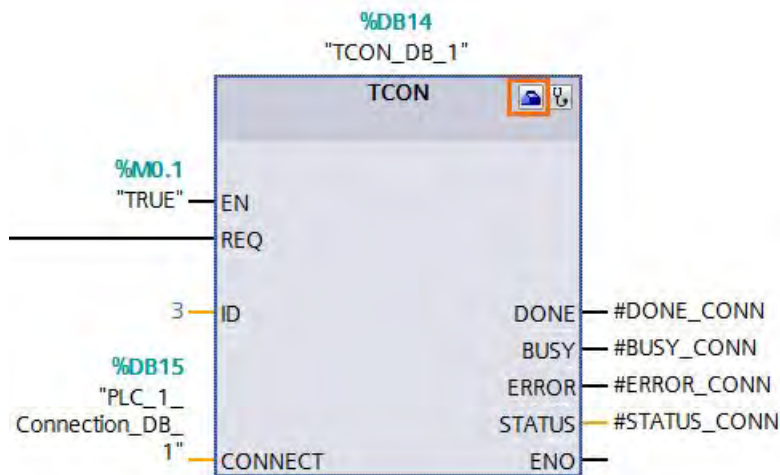 %DB14
"TCON_DB_1"
TCON
%M0.1
"TRUE"
EN
REQ
3
ID
DONE
#DONE_CONN
BUSY
#BUSY_CONN
%DB15
"PLC_1_
Connection_DB_
1"
ERROR
#ERROR_CONN
STATUS
#STATUS_CONN
CONNECT
ENO